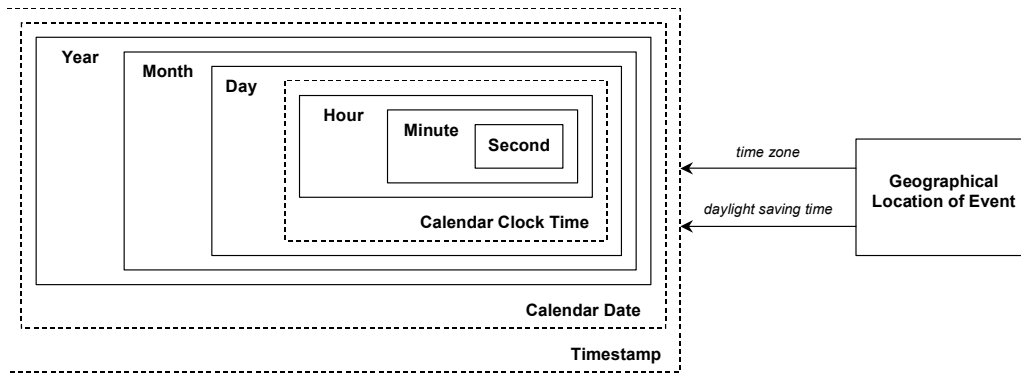 Year
Month
Day
Hour
Minute
Second
Calendar Clock Time
Calendar Date
Timestamp
time zone
daylight saving time
Geographical
Location of Event